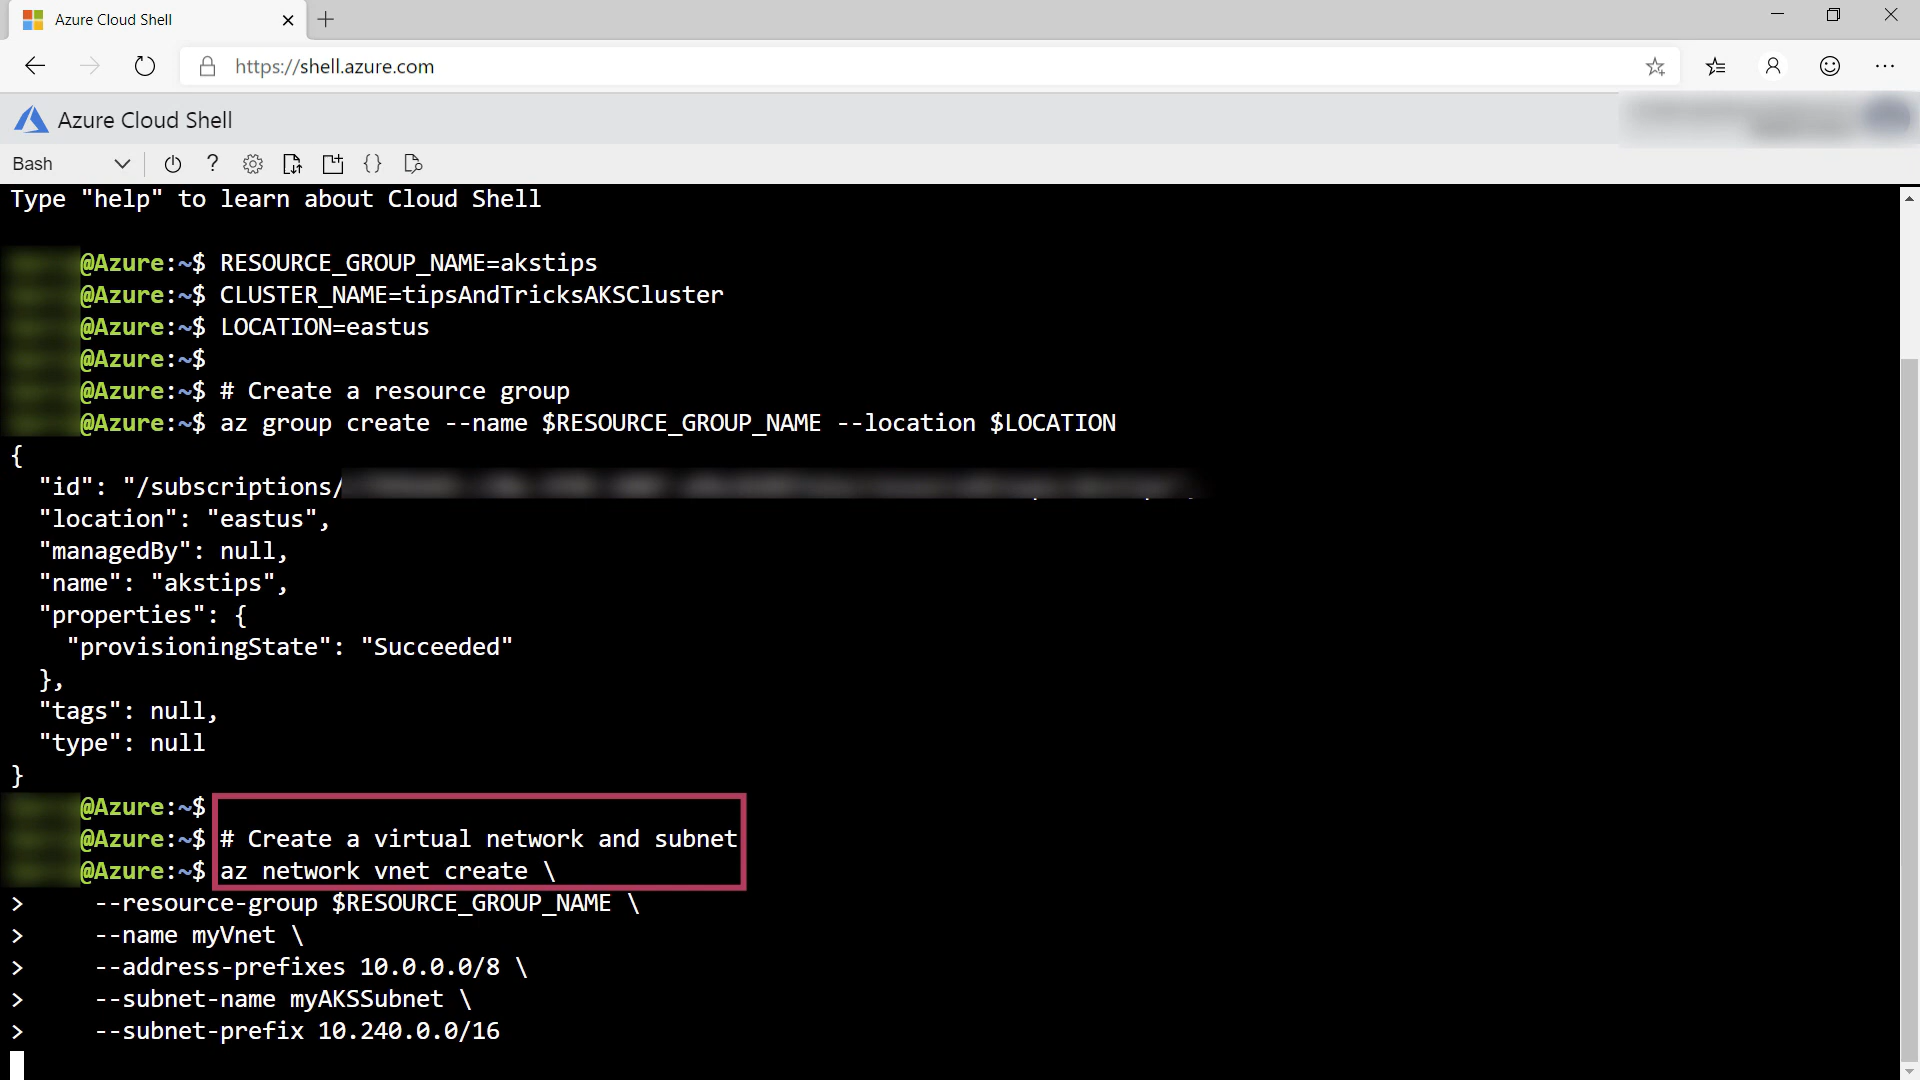 Azure Cloud Shell
https://shell.azure.com
Azure Cloud Shell
Bash
Type "help" to learn about Cloud Shell
@Azure:~$ RESOURCE_GROUP_NAME=akstips
@Azure:~$ CLUSTER_NAME=tipsAndTricksAKSCluster
@Azure:~$ LOCATION=eastus
@Azure:~$
@Azure:~$ # Create a resource group
@Azure:~$ az group create --name $RESOURCE_GROUP_NAME --location $LOCATION
{
  "id": "/subscriptions/
  "location": "eastus",
  "managedBy": null,
  "name": "akstips",
  "properties": {
    "provisioningState": "Succeeded"
  },
  "tags": null,
  "type": null
}
@Azure:~$
@Azure:~$ # Create a virtual network and subnet
@Azure:~$ az network vnet create \
>     --resource-group $RESOURCE_GROUP_NAME \
>     --name myVnet \
>     --address-prefixes 10.0.0.0/8 \
>     --subnet-name myAKSSubnet \
>     --subnet-prefix 10.240.0.0/16